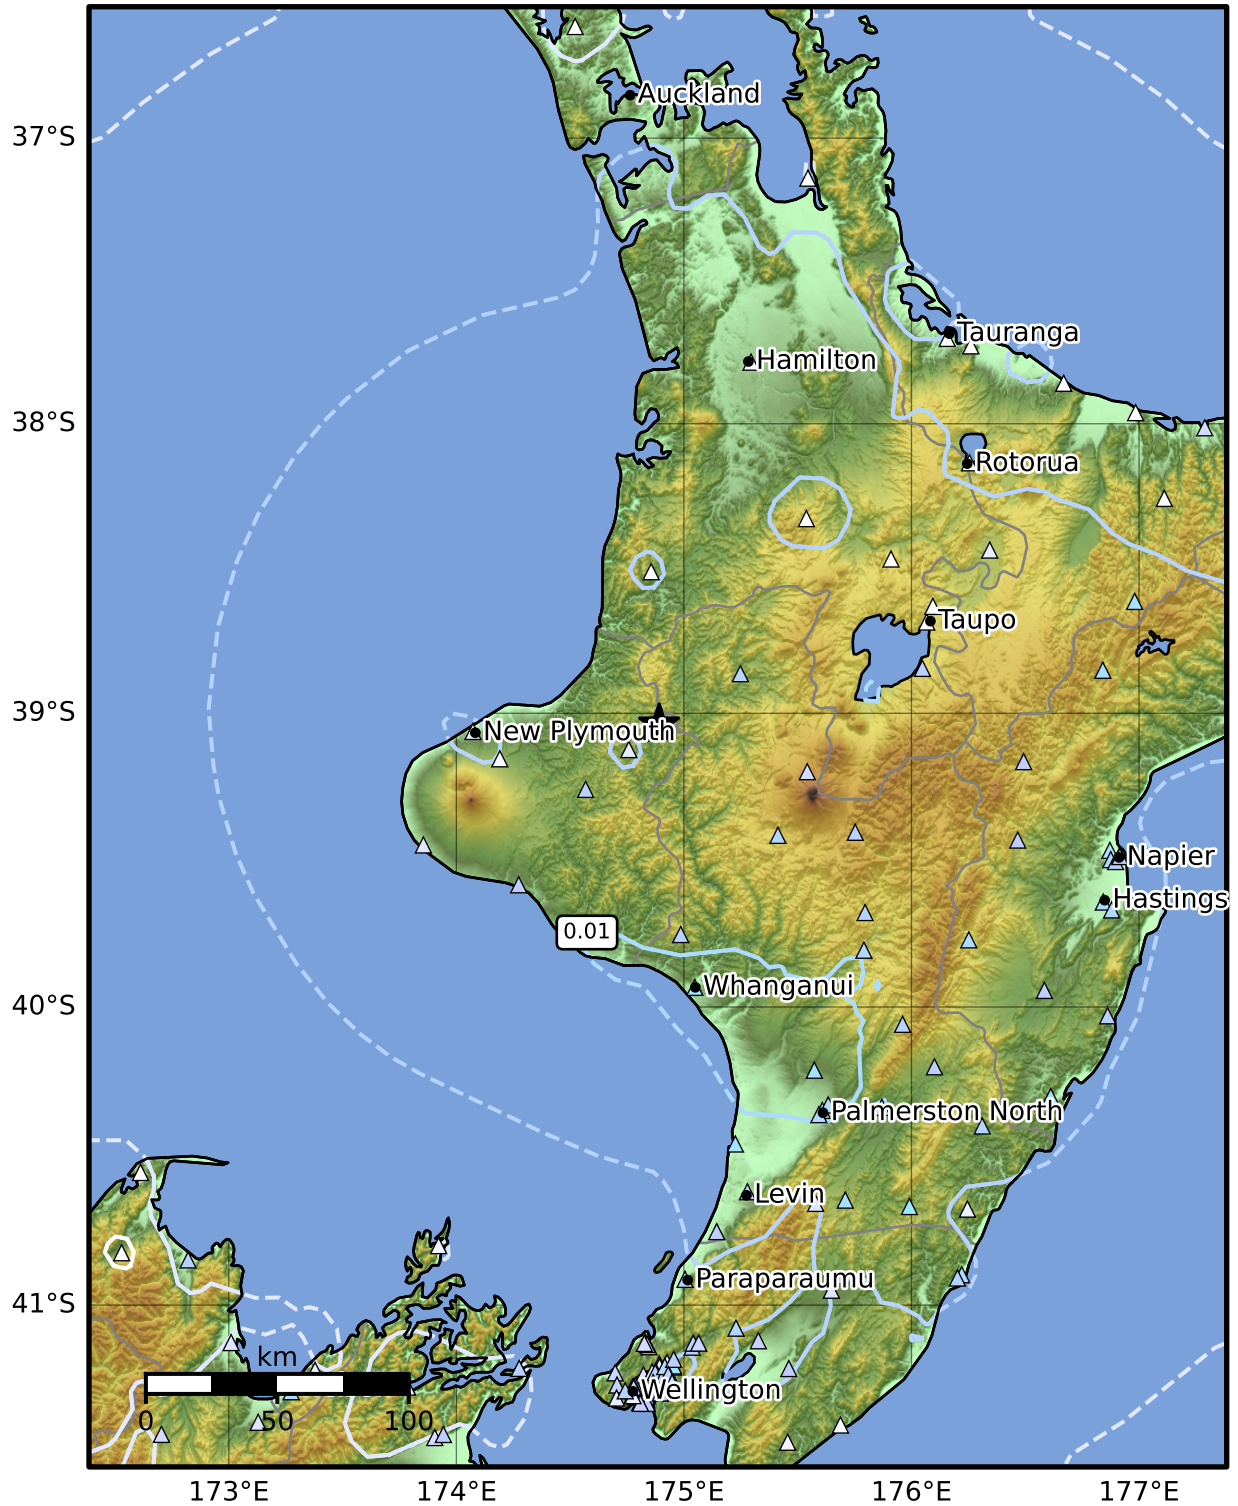 Auckland
37°S
Tauranga
Hamilton
38°S
Rotorua
Taupo
39°S
New Plymouth
Napier
Hastings
0.01
Whanganui
40°S
Palmerston North
Levin
Paraparaumu
41°S
km
Wellington
0 50 100
173°E 174°E 175°E 176°E 177°E